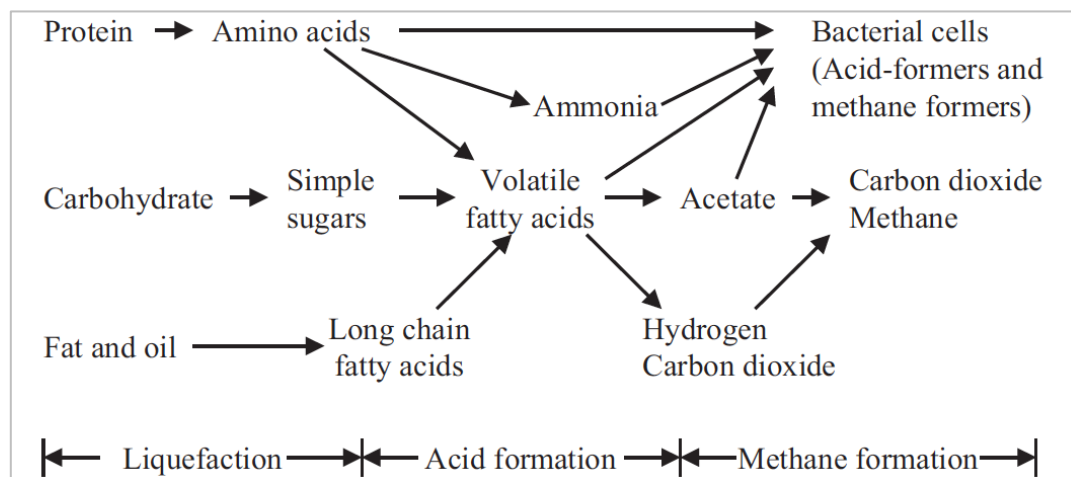 Protein Amino acids Bacterial cells
(Acid-formers and
Ammonia methane formers)
Simple Volatile Carbon dioxide
Carbohydrate sugars fatty acids Acetate Methane
Long chain Hydrogen
Fat and oil fatty acids Carbon dioxide
Liquefaction Acid formation Methane formation